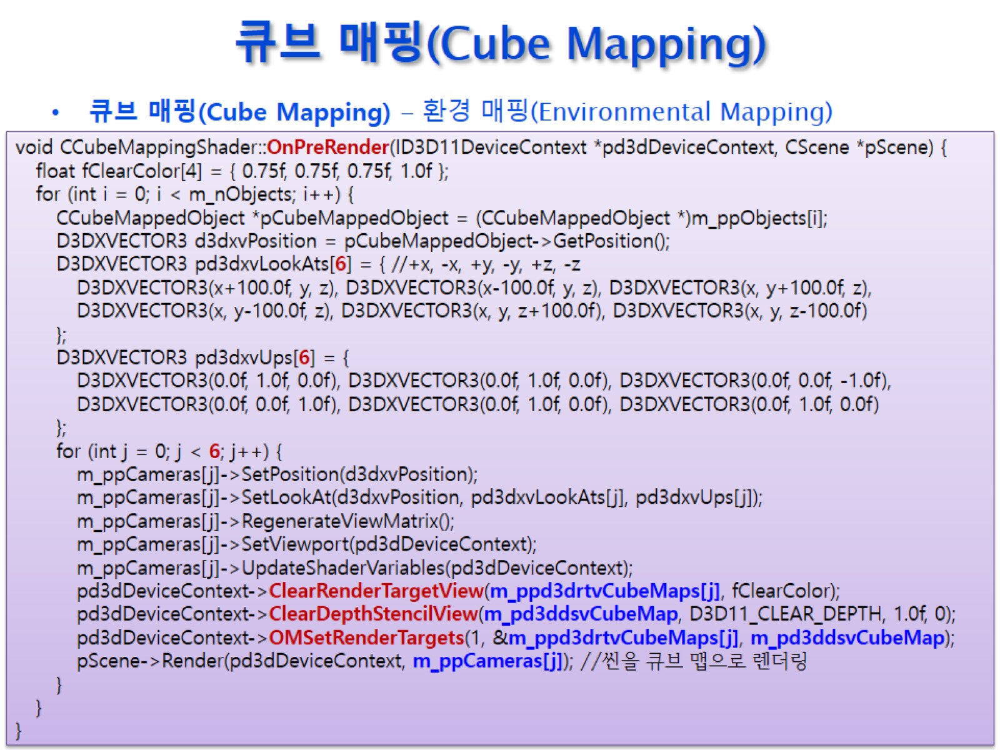 큐브 매핑(Cube Mapping)
• 큐브 매핑(Cube Mapping) – 환경 매핑(Environmental Mapping)
void CCubeMappingShader::OnPreRender(ID3D11DeviceContext *pd3dDeviceContext, CScene *pScene) {
float fClearColor[4] = { 0.75f, 0.75f, 0.75f, 1.0f };
for (int i = 0; i < m_nObjects; i++) {
CCubeMappedObject *pCubeMappedObject = (CCubeMappedObject *)m_ppObjects[i];
D3DXVECTOR3 d3dxvPosition = pCubeMappedObject->GetPosition();
D3DXVECTOR3 pd3dxvLookAts[6] = { //+x, -x, +y, -y, +z, -z
D3DXVECTOR3(x+100.0f, y, z), D3DXVECTOR3(x-100.0f, y, z), D3DXVECTOR3(x, y+100.0f, z),
D3DXVECTOR3(x, y-100.0f, z), D3DXVECTOR3(x, y, z+100.0f), D3DXVECTOR3(x, y, z-100.0f)
};
D3DXVECTOR3 pd3dxvUps[6] = {
D3DXVECTOR3(0.0f, 1.0f, 0.0f), D3DXVECTOR3(0.0f, 1.0f, 0.0f), D3DXVECTOR3(0.0f, 0.0f, -1.0f),
D3DXVECTOR3(0.0f, 0.0f, 1.0f), D3DXVECTOR3(0.0f, 1.0f, 0.0f), D3DXVECTOR3(0.0f, 1.0f, 0.0f)
};
for (int j = 0; j < 6; j++) {
m_ppCameras[j]->SetPosition(d3dxvPosition);
m_ppCameras[j]->SetLookAt(d3dxvPosition, pd3dxvLookAts[j], pd3dxvUps[j]);
m_ppCameras[j]->RegenerateViewMatrix();
m_ppCameras[j]->SetViewport(pd3dDeviceContext);
m_ppCameras[j]->UpdateShaderVariables(pd3dDeviceContext);
pd3dDeviceContext->ClearRenderTargetView(m_ppd3drtvCubeMaps[j], fClearColor);
pd3dDeviceContext->ClearDepthStencilView(m_pd3ddsvCubeMap, D3D11_CLEAR_DEPTH, 1.0f, 0);
pd3dDeviceContext->OMSetRenderTargets(1, &m_ppd3drtvCubeMaps[j], m_pd3ddsvCubeMap);
pScene->Render(pd3dDeviceContext, m_ppCameras[j]); //씬을 큐브 맵으로 렌더링
}
}
}